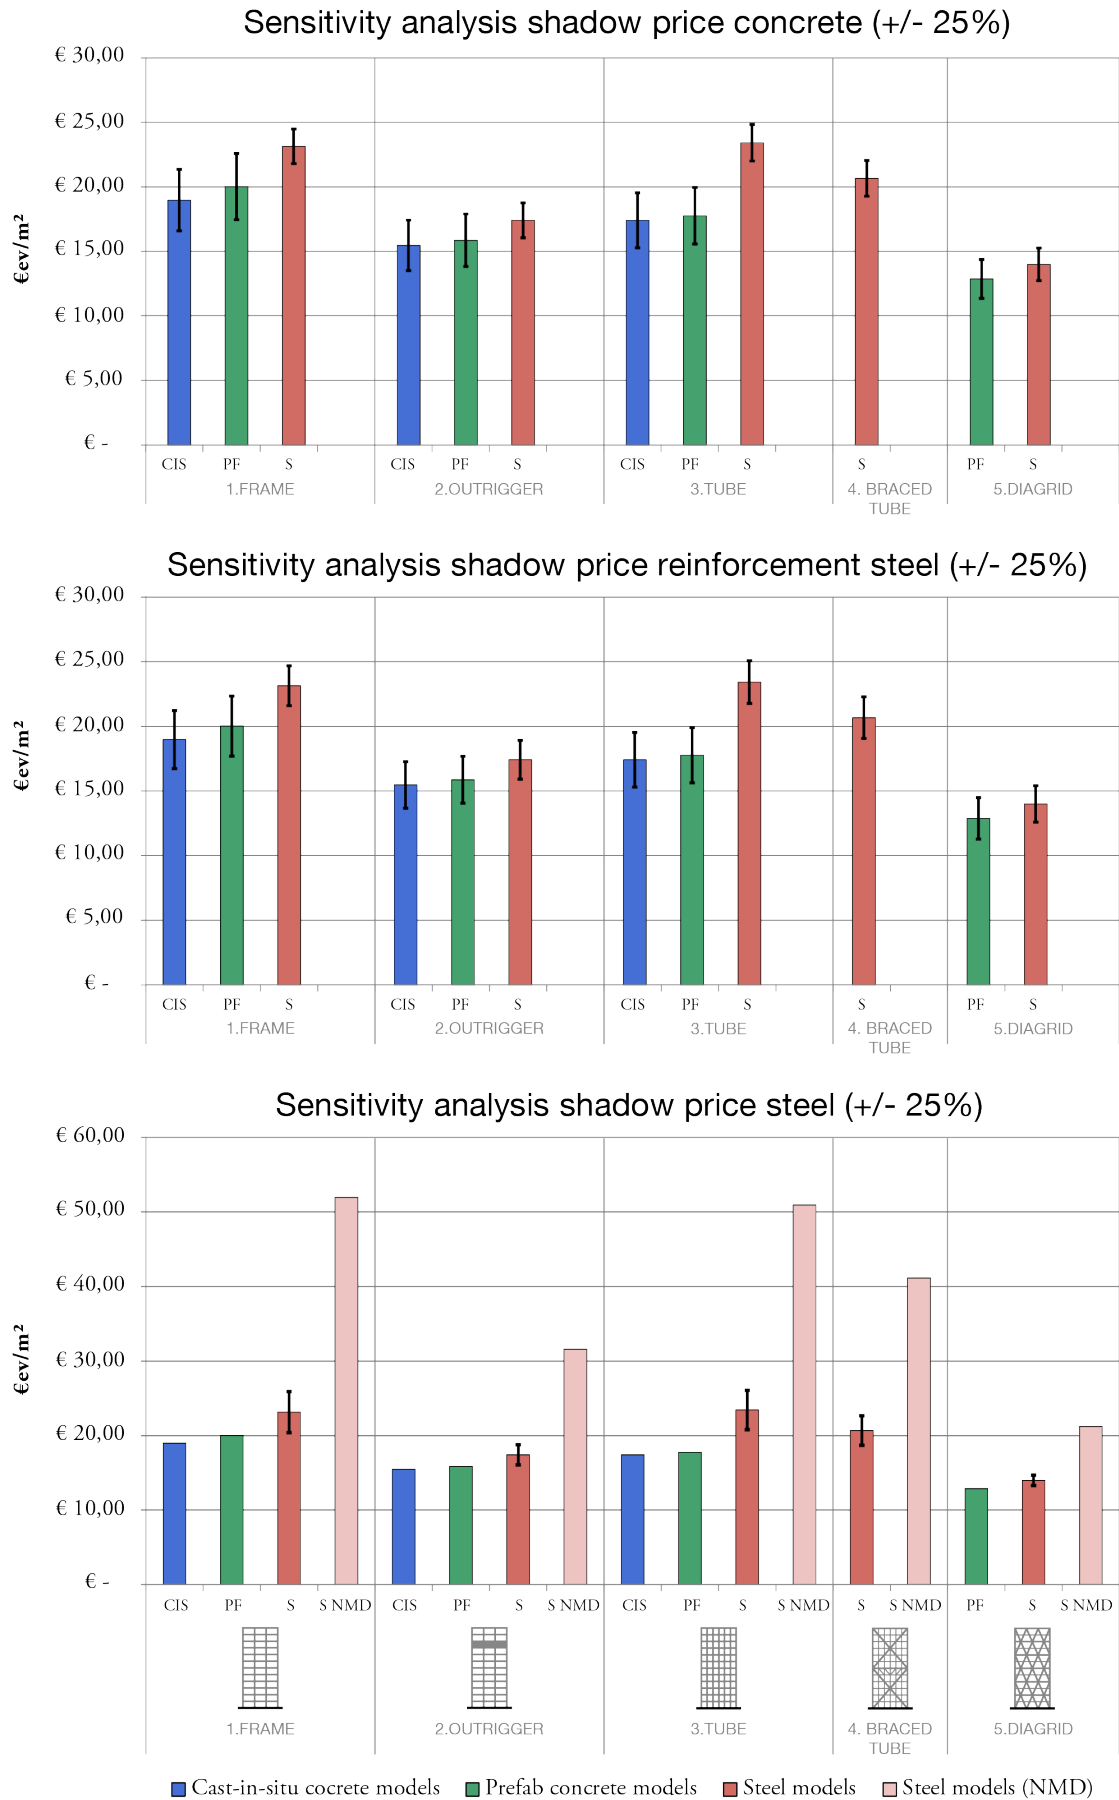 Sensitivity analysis shadow price concrete (+/- 25%)
€ 30,00
€ 25,00
€ 20,00
€ 15,00
€ 10,00
€ 5,00
€ -
€ev/m²
CIS PF S CIS PF S CIS PF S S PF S
1.FRAME 2.OUTRIGGER 3.TUBE 4. BRACED 5.DIAGRID
TUBE
Sensitivity analysis shadow price reinforcement steel (+/- 25%)
€ 30,00
€ 25,00
€ 20,00
€ 15,00
€ 10,00
€ 5,00
€ -
€ev/m²
CIS PF S CIS PF S CIS PF S S PF S
1.FRAME 2.OUTRIGGER 3.TUBE 4. BRACED 5.DIAGRID
TUBE
Sensitivity analysis shadow price steel (+/- 25%)
€ 60,00
€ 50,00
€ 40,00
€ 30,00
€ 20,00
€ 10,00
€ -
€ev/m²
CIS PF S S NMD CIS PF S S NMD CIS PF S S NMD S S NMD PF S S NMD
1.FRAME 2.OUTRIGGER 3.TUBE 4. BRACED 5.DIAGRID
TUBE
Cast-in-situ cocrete models Prefab concrete models Steel models Steel models (NMD)